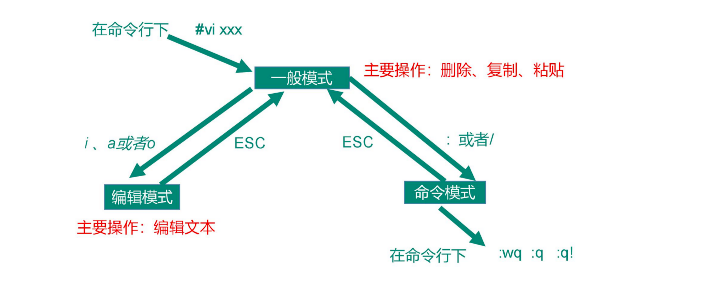 在命令行下 #vi xxx
一般模式
主要操作：删除、复制、粘贴
i 、a或者o
ESC
ESC
：或者/
编辑模式
命令模式
主要操作：编辑文本
在命令行下 :wq :q :q!